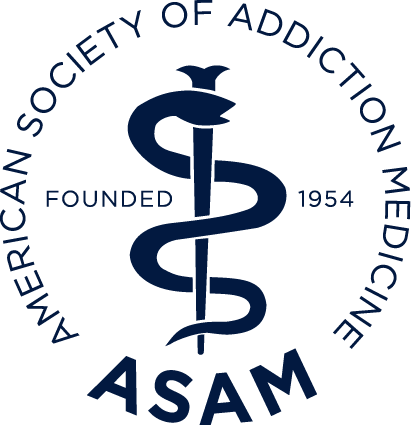 AMERICAN SOCIETY OF ADDICTION MEDICINE
FOUNDED 1954
ASAM